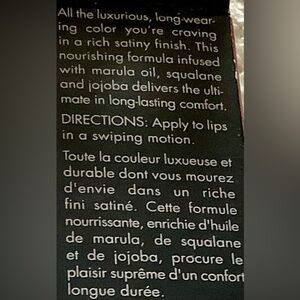 All the luxurious, long-wear-
ing color you're craving
in a rich satiny finish. This
nourishing formula infused
with marula oil, squalane
and jojoba delivers the ulti-
mate in long-lasting comfort.
DIRECTIONS: Apply to lips
in a swiping motion.
Toute la couleur luxueuse et
durable dont vous mourez
d'envie dans un riche
fini satiné. Cette formule
nourrissante, enrichie d'huile
de marula, de squalane
et de jojoba, procure le
plaisir suprême d'un confort
longue durée.